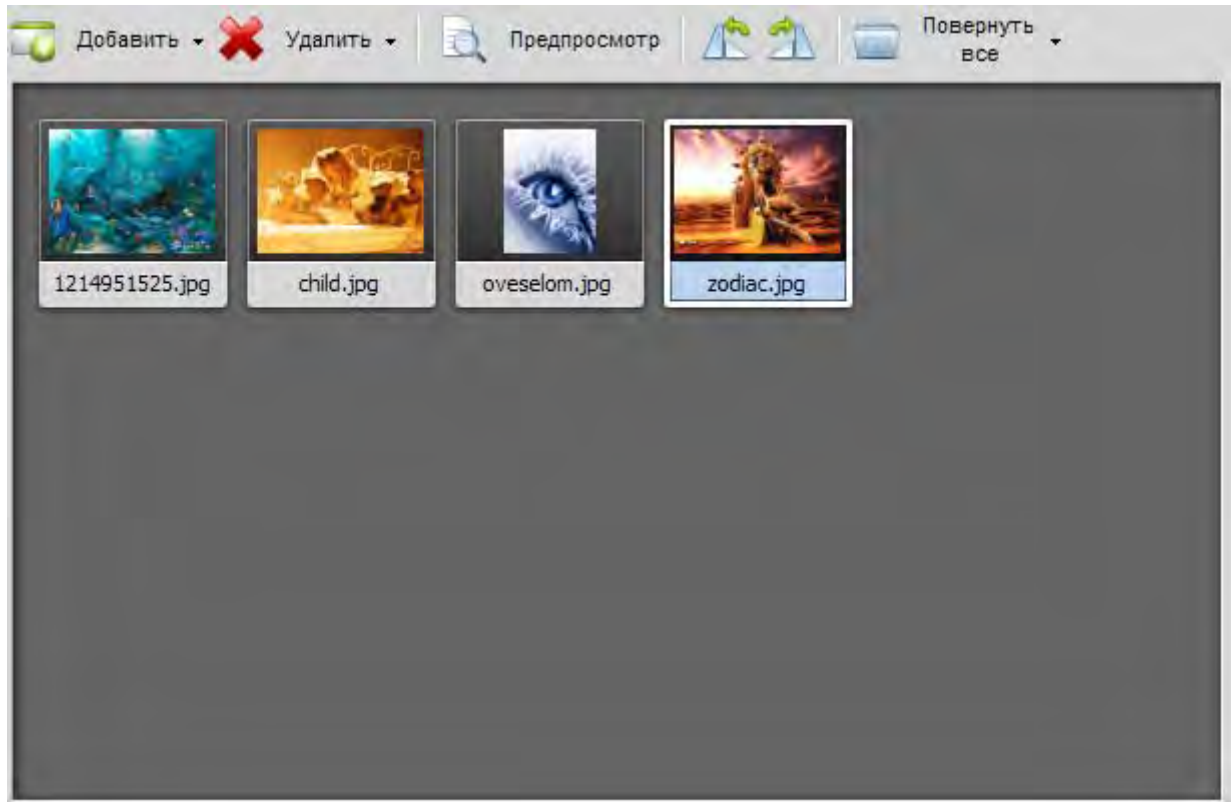 Добавить
Удалить
Предпросмотр
Повернуть
все
1214951525.jpg
child.jpg
oveselom.jpg
zodiac.jpg